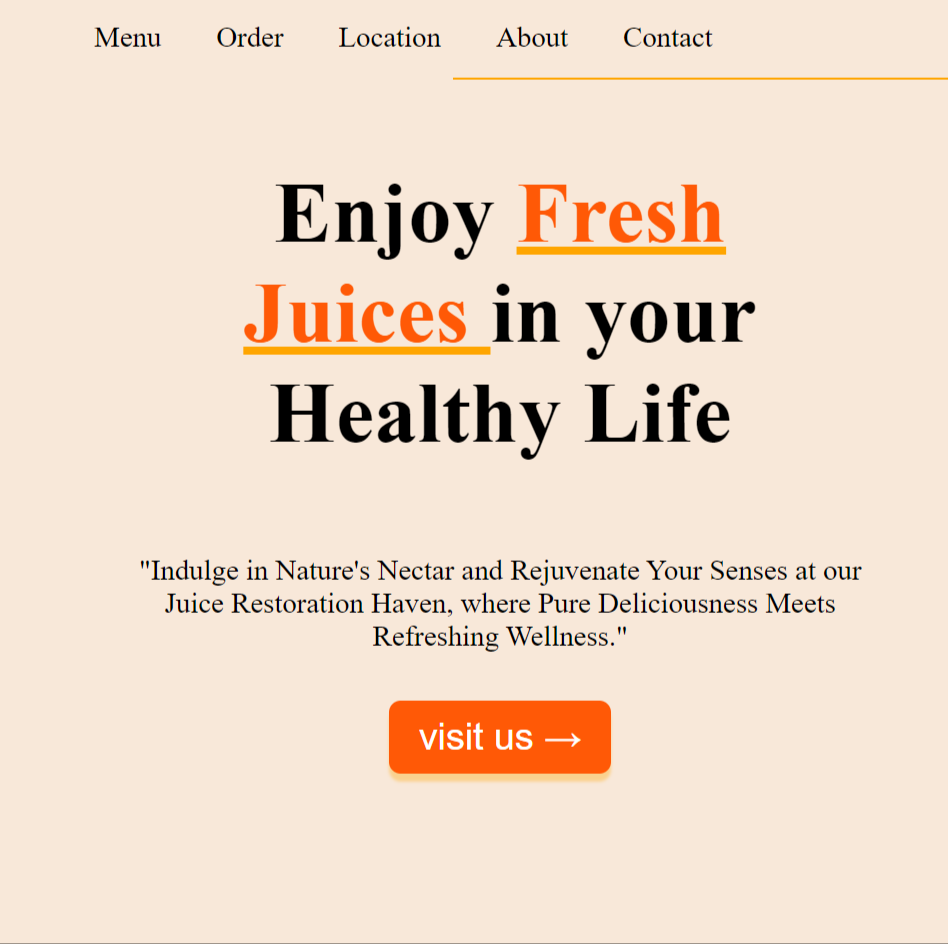 Menu Order Location About Contact
Enjoy Fresh
Juices in your
Healthy Life
"Indulge in Nature's Nectar and Rejuvenate Your Senses at our
Juice Restoration Haven, where Pure Deliciousness Meets
Refreshing Wellness."
visit us →